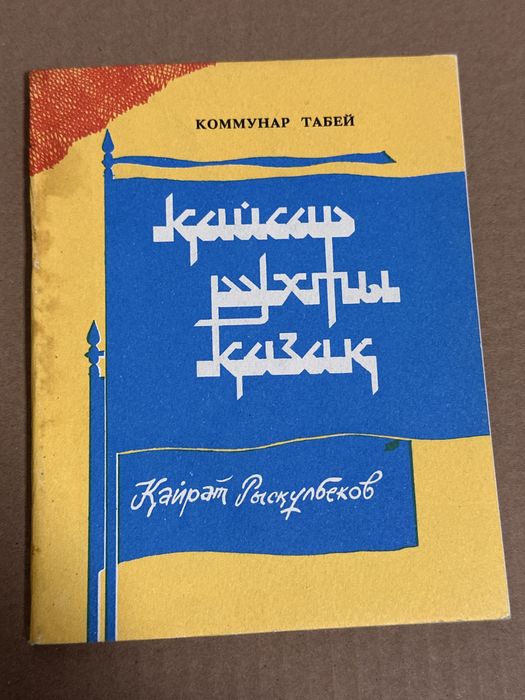 КОММУНАР ТАБЕЙ
қайсар
рухты
қазақ
Қайрат Рысқұлбеков